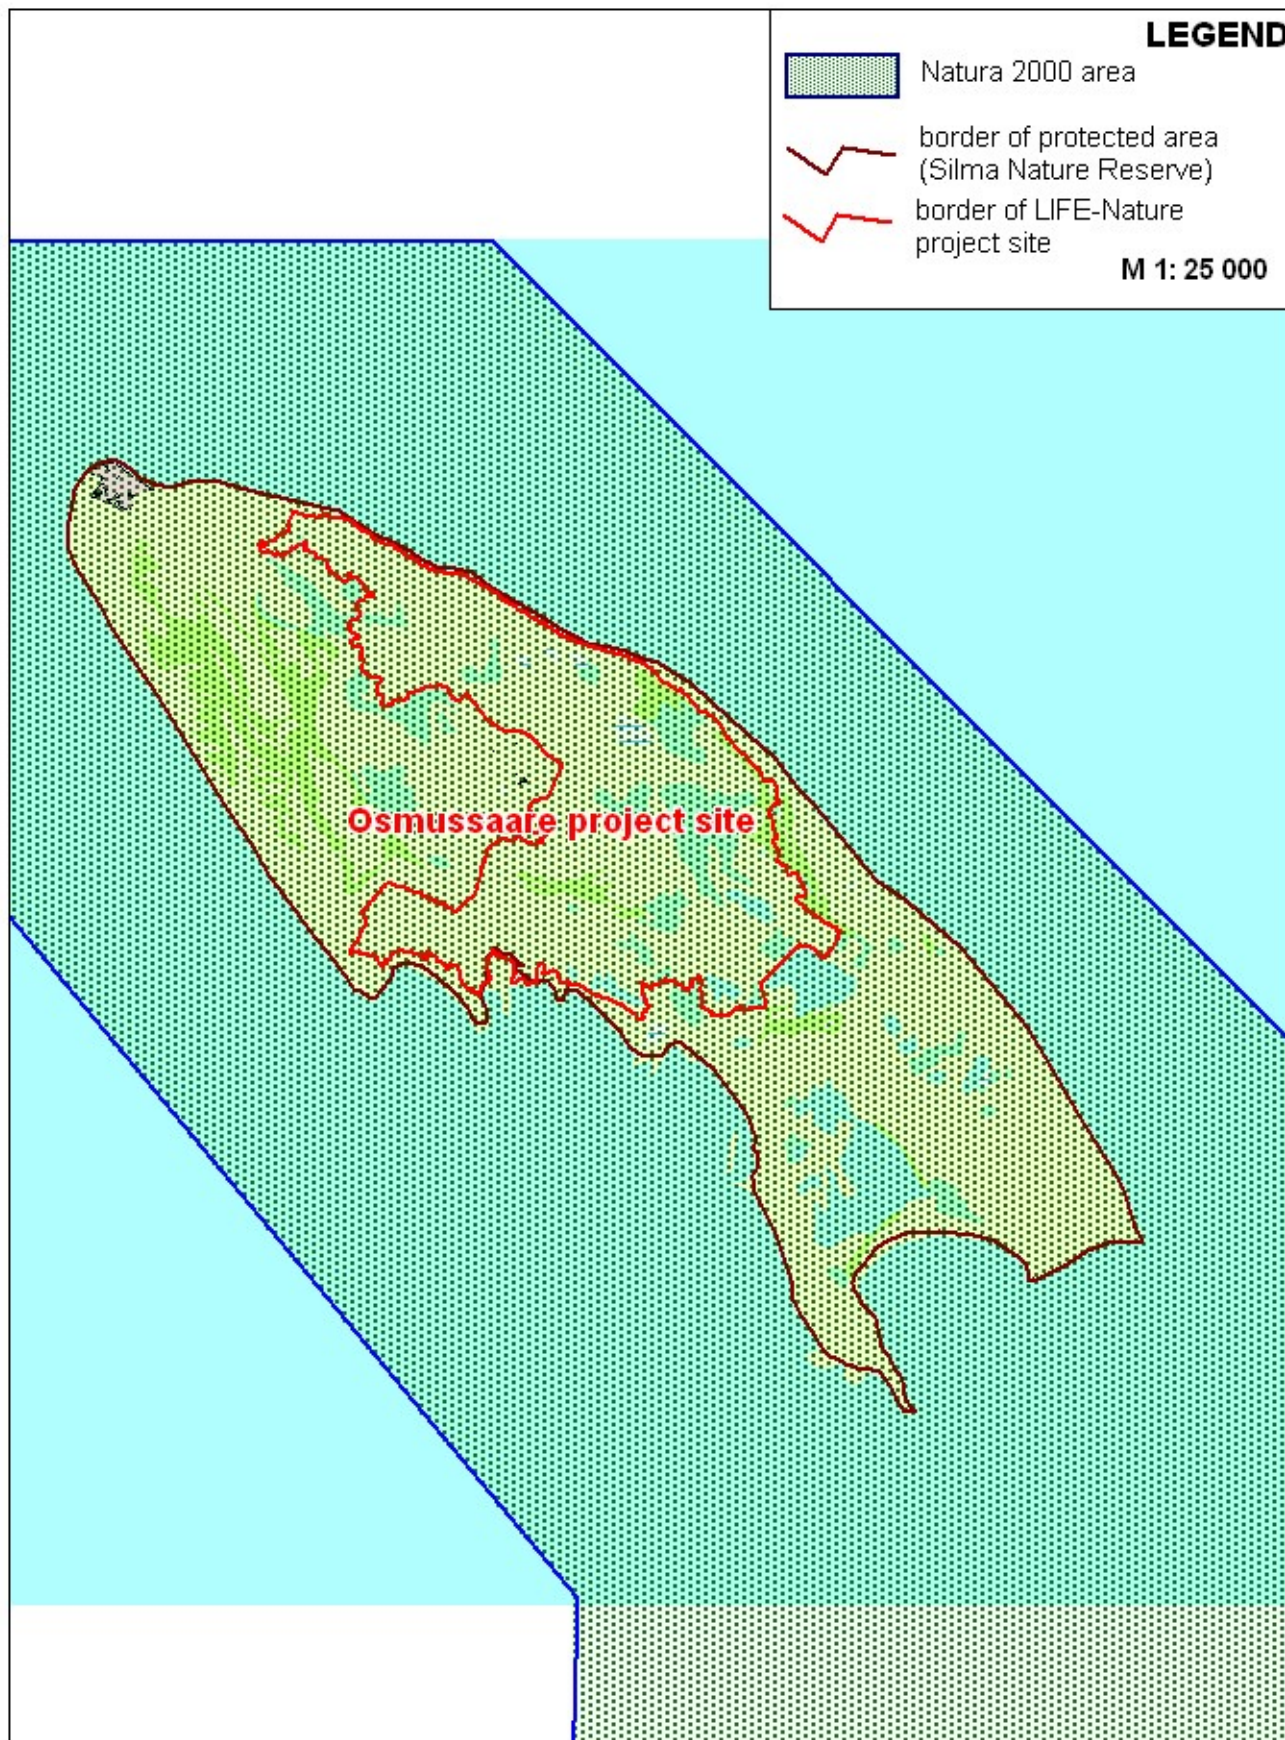 LEGEND
Natura 2000 area
border of protected area
(Silma Nature Reserve)
border of LIFE-Nature
project site
M 1: 25 000
Osmussaare project site